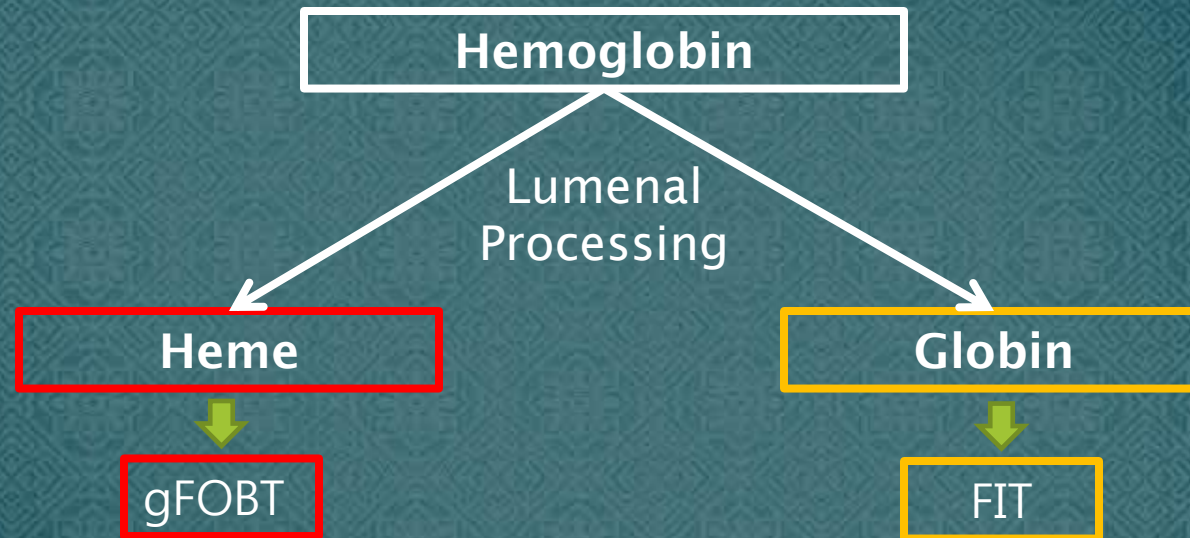 Hemoglobin
Lumenal
Processing
Heme
Globin
gFOBT
FIT